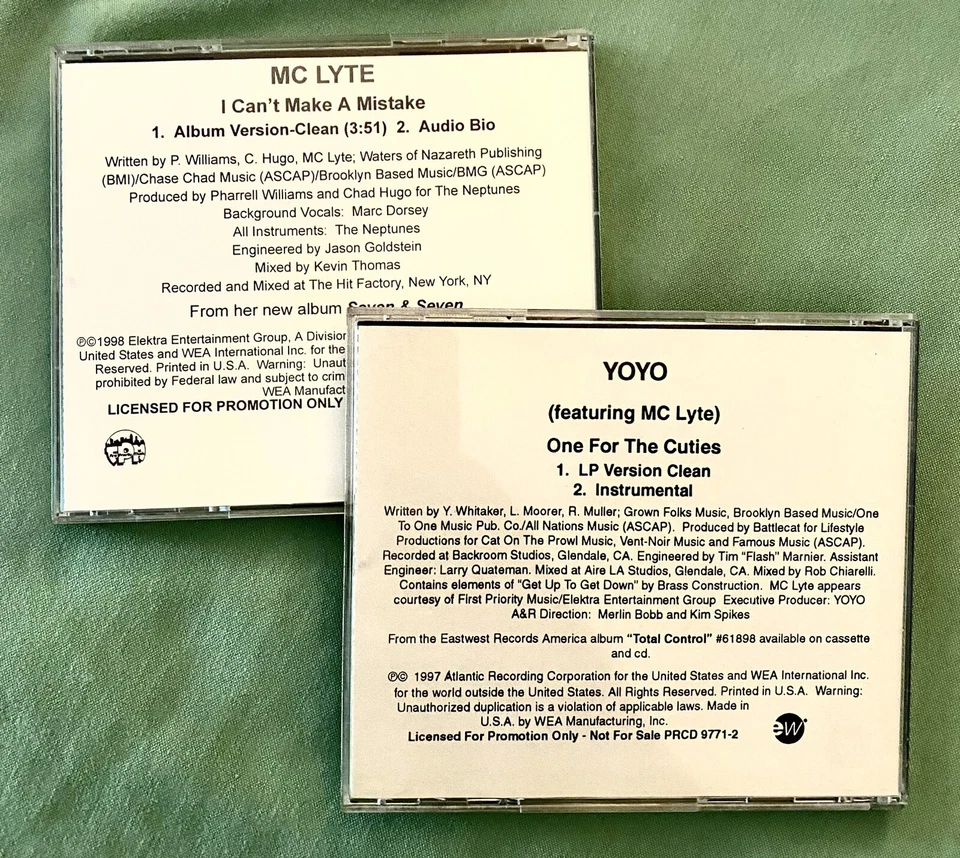 MC LYTE
I Can't Make A Mistake
1. Album Version-Clean (3:51) 2. Audio Bio
Written by P. Williams, C. Hugo, MC Lyte; Waters of Nazareth Publishing
(BMI)/Chase Chad Music (ASCAP)/Brooklyn Based Music/BMG (ASCAP)
Produced by Pharrell Williams and Chad Hugo for The Neptunes
Background Vocals: Marc Dorsey
All Instruments: The Neptunes
Engineered by Jason Goldstein
Mixed by Kevin Thomas
Recorded and Mixed at The Hit Factory, New York, NY
From her new album Seven & Seven
℗©1998 Elektra Entertainment Group, A Division
United States and WEA International Inc. for the
Reserved. Printed in U.S.A. Warning: Unaut
prohibited by Federal law and subject to crim
WEA Manufact
LICENSED FOR PROMOTION ONLY
YOYO
(featuring MC Lyte)
One For The Cuties
1. LP Version Clean
2. Instrumental
Written by Y. Whitaker, L. Moorer, R. Muller; Grown Folks Music, Brooklyn Based Music/One
To One Music Pub. Co./All Nations Music (ASCAP). Produced by Battlecat for Lifestyle
Productions for Cat On The Prowl Music, Vent-Noir Music and Famous Music (ASCAP).
Recorded at Backroom Studios, Glendale, CA. Engineered by Tim "Flash" Marnier. Assistant
Engineer: Larry Quateman. Mixed at Aire LA Studios, Glendale, CA. Mixed by Rob Chiarelli.
Contains elements of "Get Up To Get Down" by Brass Construction. MC Lyte appears
courtesy of First Priority Music/Elektra Entertainment Group Executive Producer: YOYO
A&R Direction: Merlin Bobb and Kim Spikes
From the Eastwest Records America album "Total Control" #61898 available on cassette
and cd.
℗© 1997 Atlantic Recording Corporation for the United States and WEA International Inc.
for the world outside the United States. All Rights Reserved. Printed in U.S.A. Warning:
Unauthorized duplication is a violation of applicable laws. Made in
U.S.A. by WEA Manufacturing, Inc.
ew
Licensed For Promotion Only - Not For Sale PRCD 9771-2